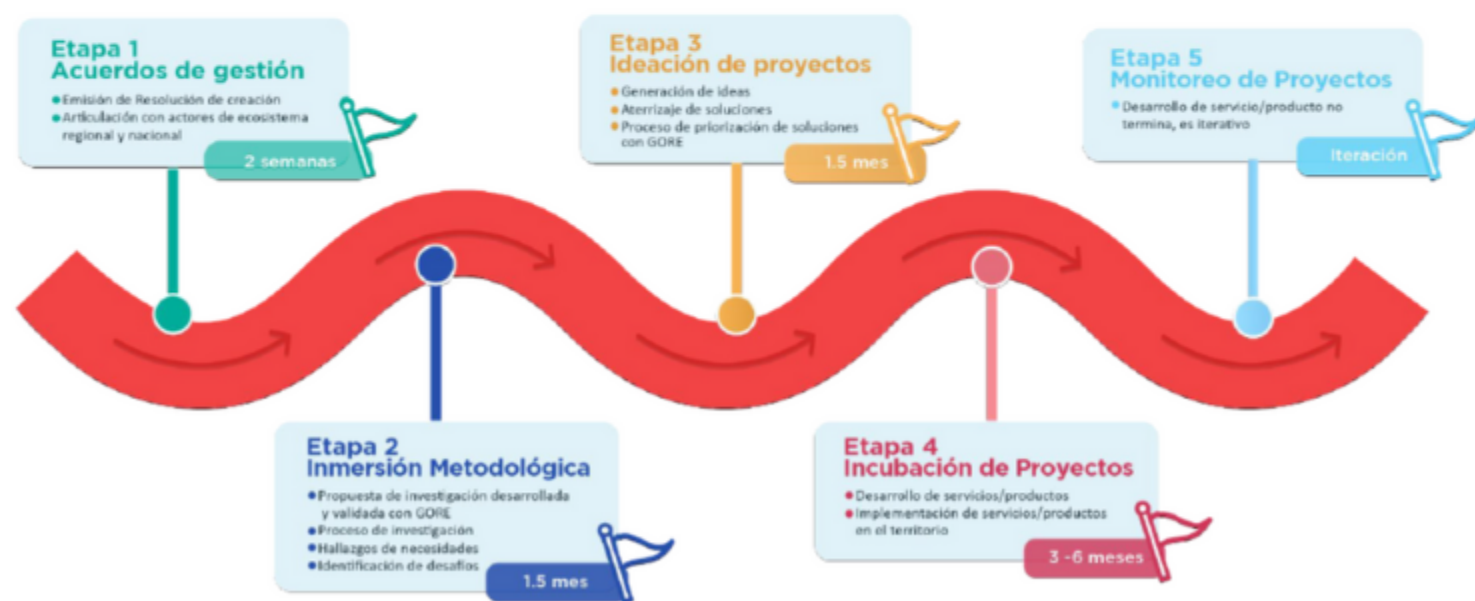 Etapa 1
Acuerdos de gestión
Emisión de Resolución de creación
Articulación con actores de ecosistema
regional y nacional
2 semanas
Etapa 2
Inmersión Metodológica
Propuesta de investigación desarrollada
y validada con GORE
Proceso de investigación
Hallazgos de necesidades
Identificación de desafíos
1.5 mes
Etapa 3
Ideación de proyectos
Generación de ideas
Aterrizaje de soluciones
Proceso de priorización de soluciones
con GORE
1.5 mes
Etapa 4
Incubación de Proyectos
Desarrollo de servicios/productos
Implementación de servicios/productos
en el territorio
3 -6 meses
Etapa 5
Monitoreo de Proyectos
Desarrollo de servicio/producto no
termina, es iterativo
Iteración